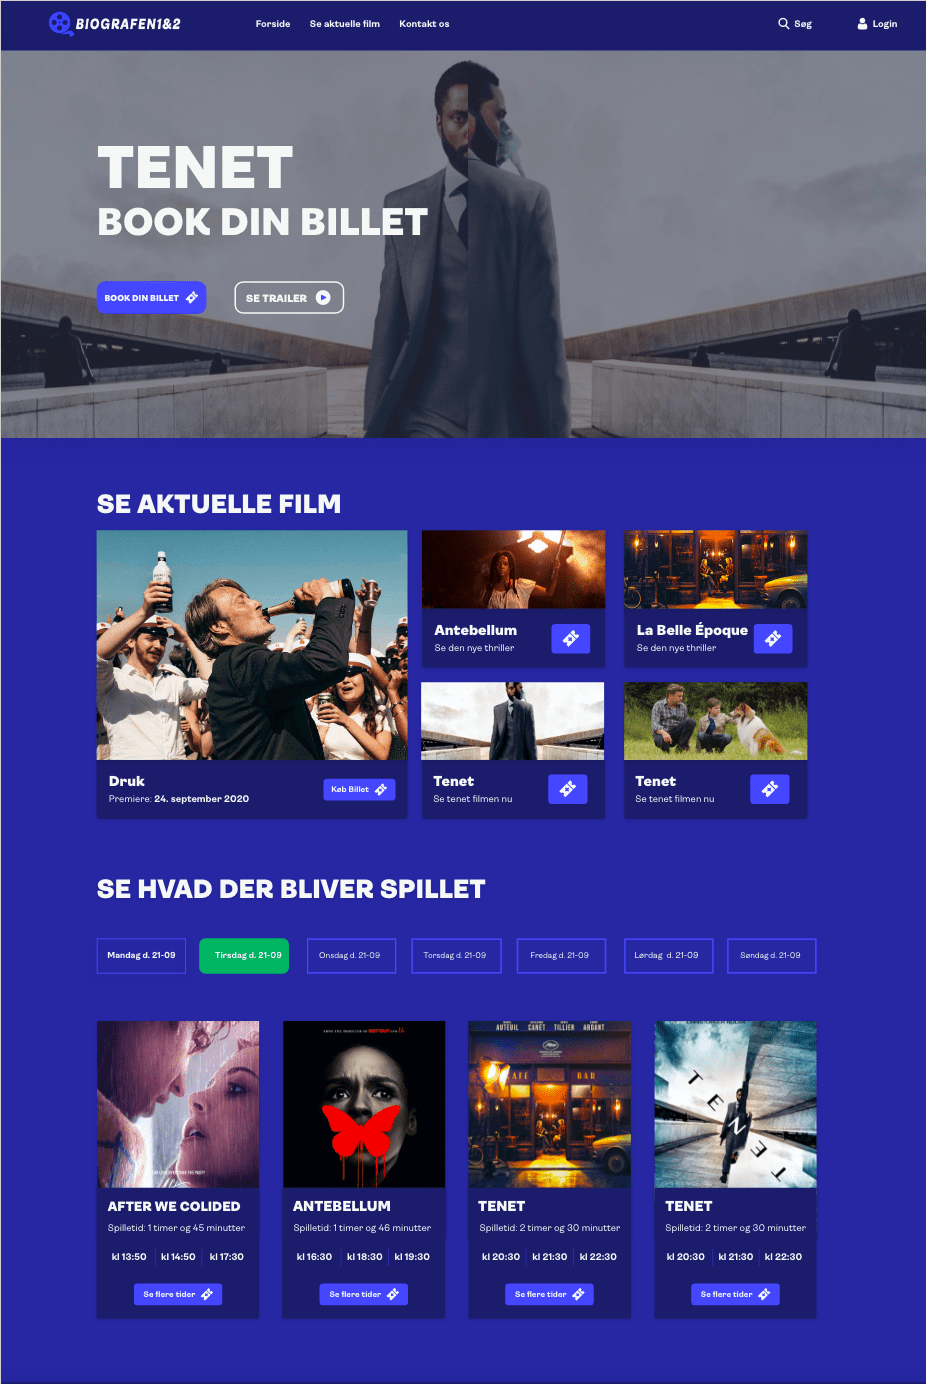 BIOGRAFEN1&2
Forside Se aktuelle film Kontakt os
Søg
Login
TENET
BOOK DIN BILLET
BOOK DIN BILLET
SE TRAILER
SE AKTUELLE FILM
Druk
Premiere: 24. september 2020
Køb Billet
Antebellum
Se den nye thriller
La Belle Époque
Se den nye thriller
Tenet
Se tenet filmen nu
Tenet
Se tenet filmen nu
SE HVAD DER BLIVER SPILLET
Mandag d. 21-09
Tirsdag d. 21-09
Onsdag d. 21-09
Torsdag d. 21-09
Fredag d. 21-09
Lørdag d. 21-09
Søndag d. 21-09
AFTER WE COLIDED
Spilletid: 1 timer og 45 minutter
kl 13:50 kl 14:50 kl 17:30
Se flere tider
ANTEBELLUM
Spilletid: 1 timer og 46 minutter
kl 16:30 kl 18:30 kl 19:30
Se flere tider
AUTEUIL CANET TILLIER ARDANT
CAFÉ BAR
TENET
Spilletid: 2 timer og 30 minutter
kl 20:30 kl 21:30 kl 22:30
Se flere tider
TENET
TENET
Spilletid: 2 timer og 30 minutter
kl 20:30 kl 21:30 kl 22:30
Se flere tider